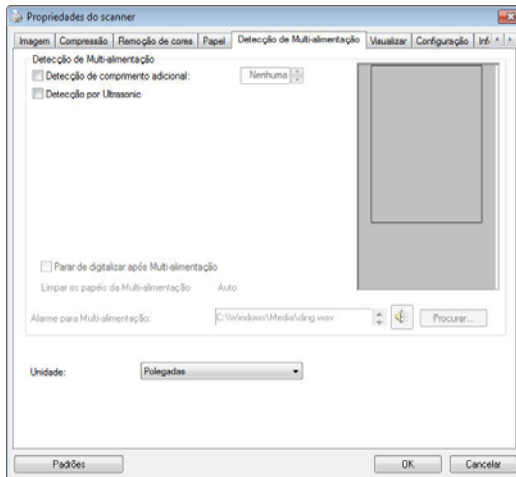 Propriedades do scanner
Imagem Compressão Remoção de cores Papel Detecção de Multi-alimentação Visualizar Configuração Inf
Detecção de Multi-alimentação
Detecção de comprimento adicional: Nenhuma
Detecção por Ultrasonic
Parar de digitalizar após Multi-alimentação
Limpar os papéis da Multi-alimentação Auto
Alarme para Multi-alimentação: C:\Windows\Media\ding.wav Procurar...
Unidade: Polegadas
Padrões OK Cancelar